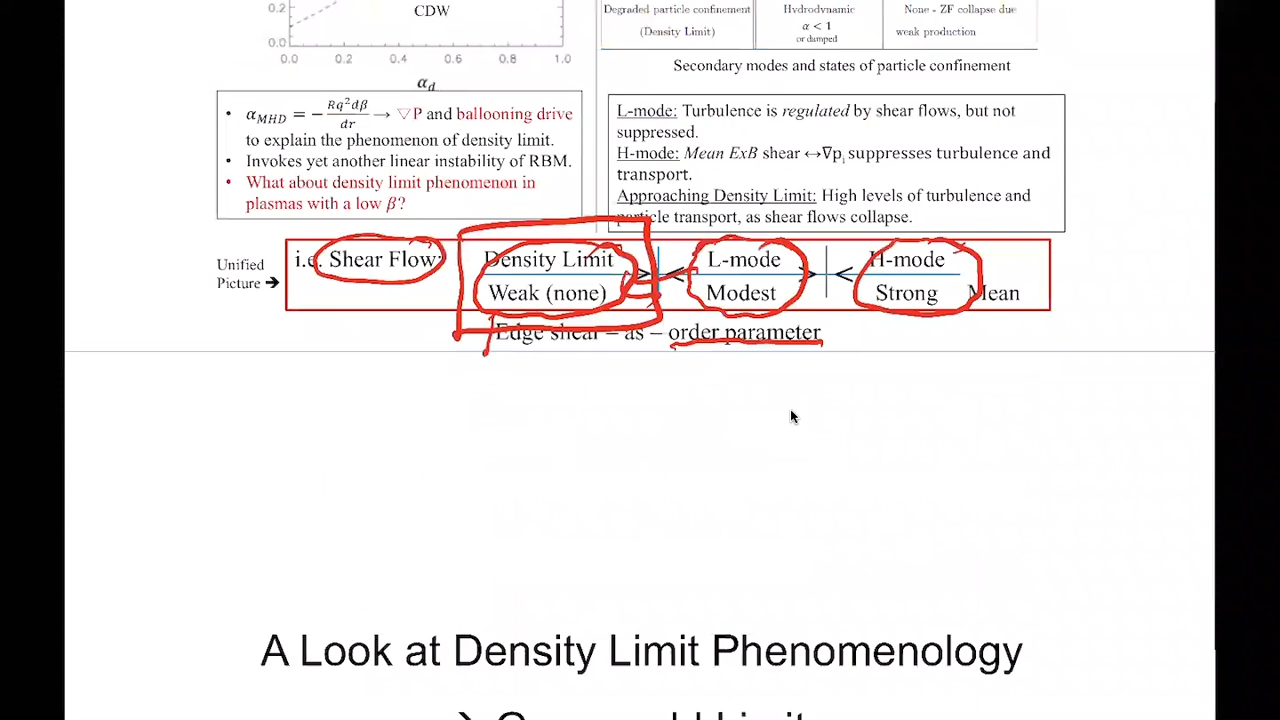 0.2
CDW
0.0
0.0 0.2 0.4 0.6 0.8 1.0
α_d
Degraded particle confinement
(Density Limit)
Hydrodynamic
α < 1
or damped
None - ZF collapse due
weak production
Secondary modes and states of particle confinement
• α_MHD = − Rq²dβ/dr → ▽P and ballooning drive
to explain the phenomenon of density limit.
• Invokes yet another linear instability of RBM.
• What about density limit phenomenon in
plasmas with a low β?
L-mode: Turbulence is regulated by shear flows, but not
suppressed.
H-mode: Mean ExB shear ↔∇p_i suppresses turbulence and
transport.
Approaching Density Limit: High levels of turbulence and
particle transport, as shear flows collapse.
Unified
Picture →
i.e. Shear Flow:
Density Limit
Weak (none)
L-mode
Modest
H-mode
Strong Mean
Edge shear – as – order parameter
A Look at Density Limit Phenomenology